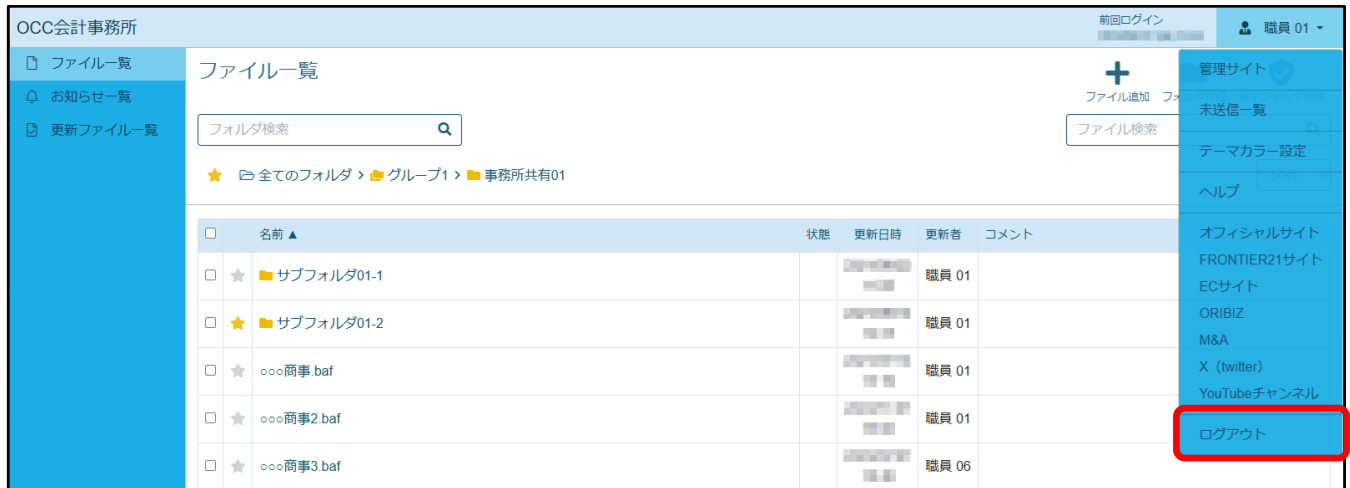 OCC会計事務所
前回ログイン
職員 01
ファイル一覧
お知らせ一覧
更新ファイル一覧
ファイル一覧
ファイル追加
フォルダ検索
ファイル検索
全てのフォルダ > グループ1 > 事務所共有01
50件
名前▲ 状態 更新日時 更新者 コメント
サブフォルダ01-1 職員 01
サブフォルダ01-2 職員 01
○○○商事.baf 職員 01
○○○商事2.baf 職員 01
○○○商事3.baf 職員 06
管理サイト
未送信一覧
テーマカラー設定
ヘルプ
オフィシャルサイト
FRONTIER21サイト
ECサイト
ORIBIZ
M&A
X（twitter）
YouTubeチャンネル
ログアウト